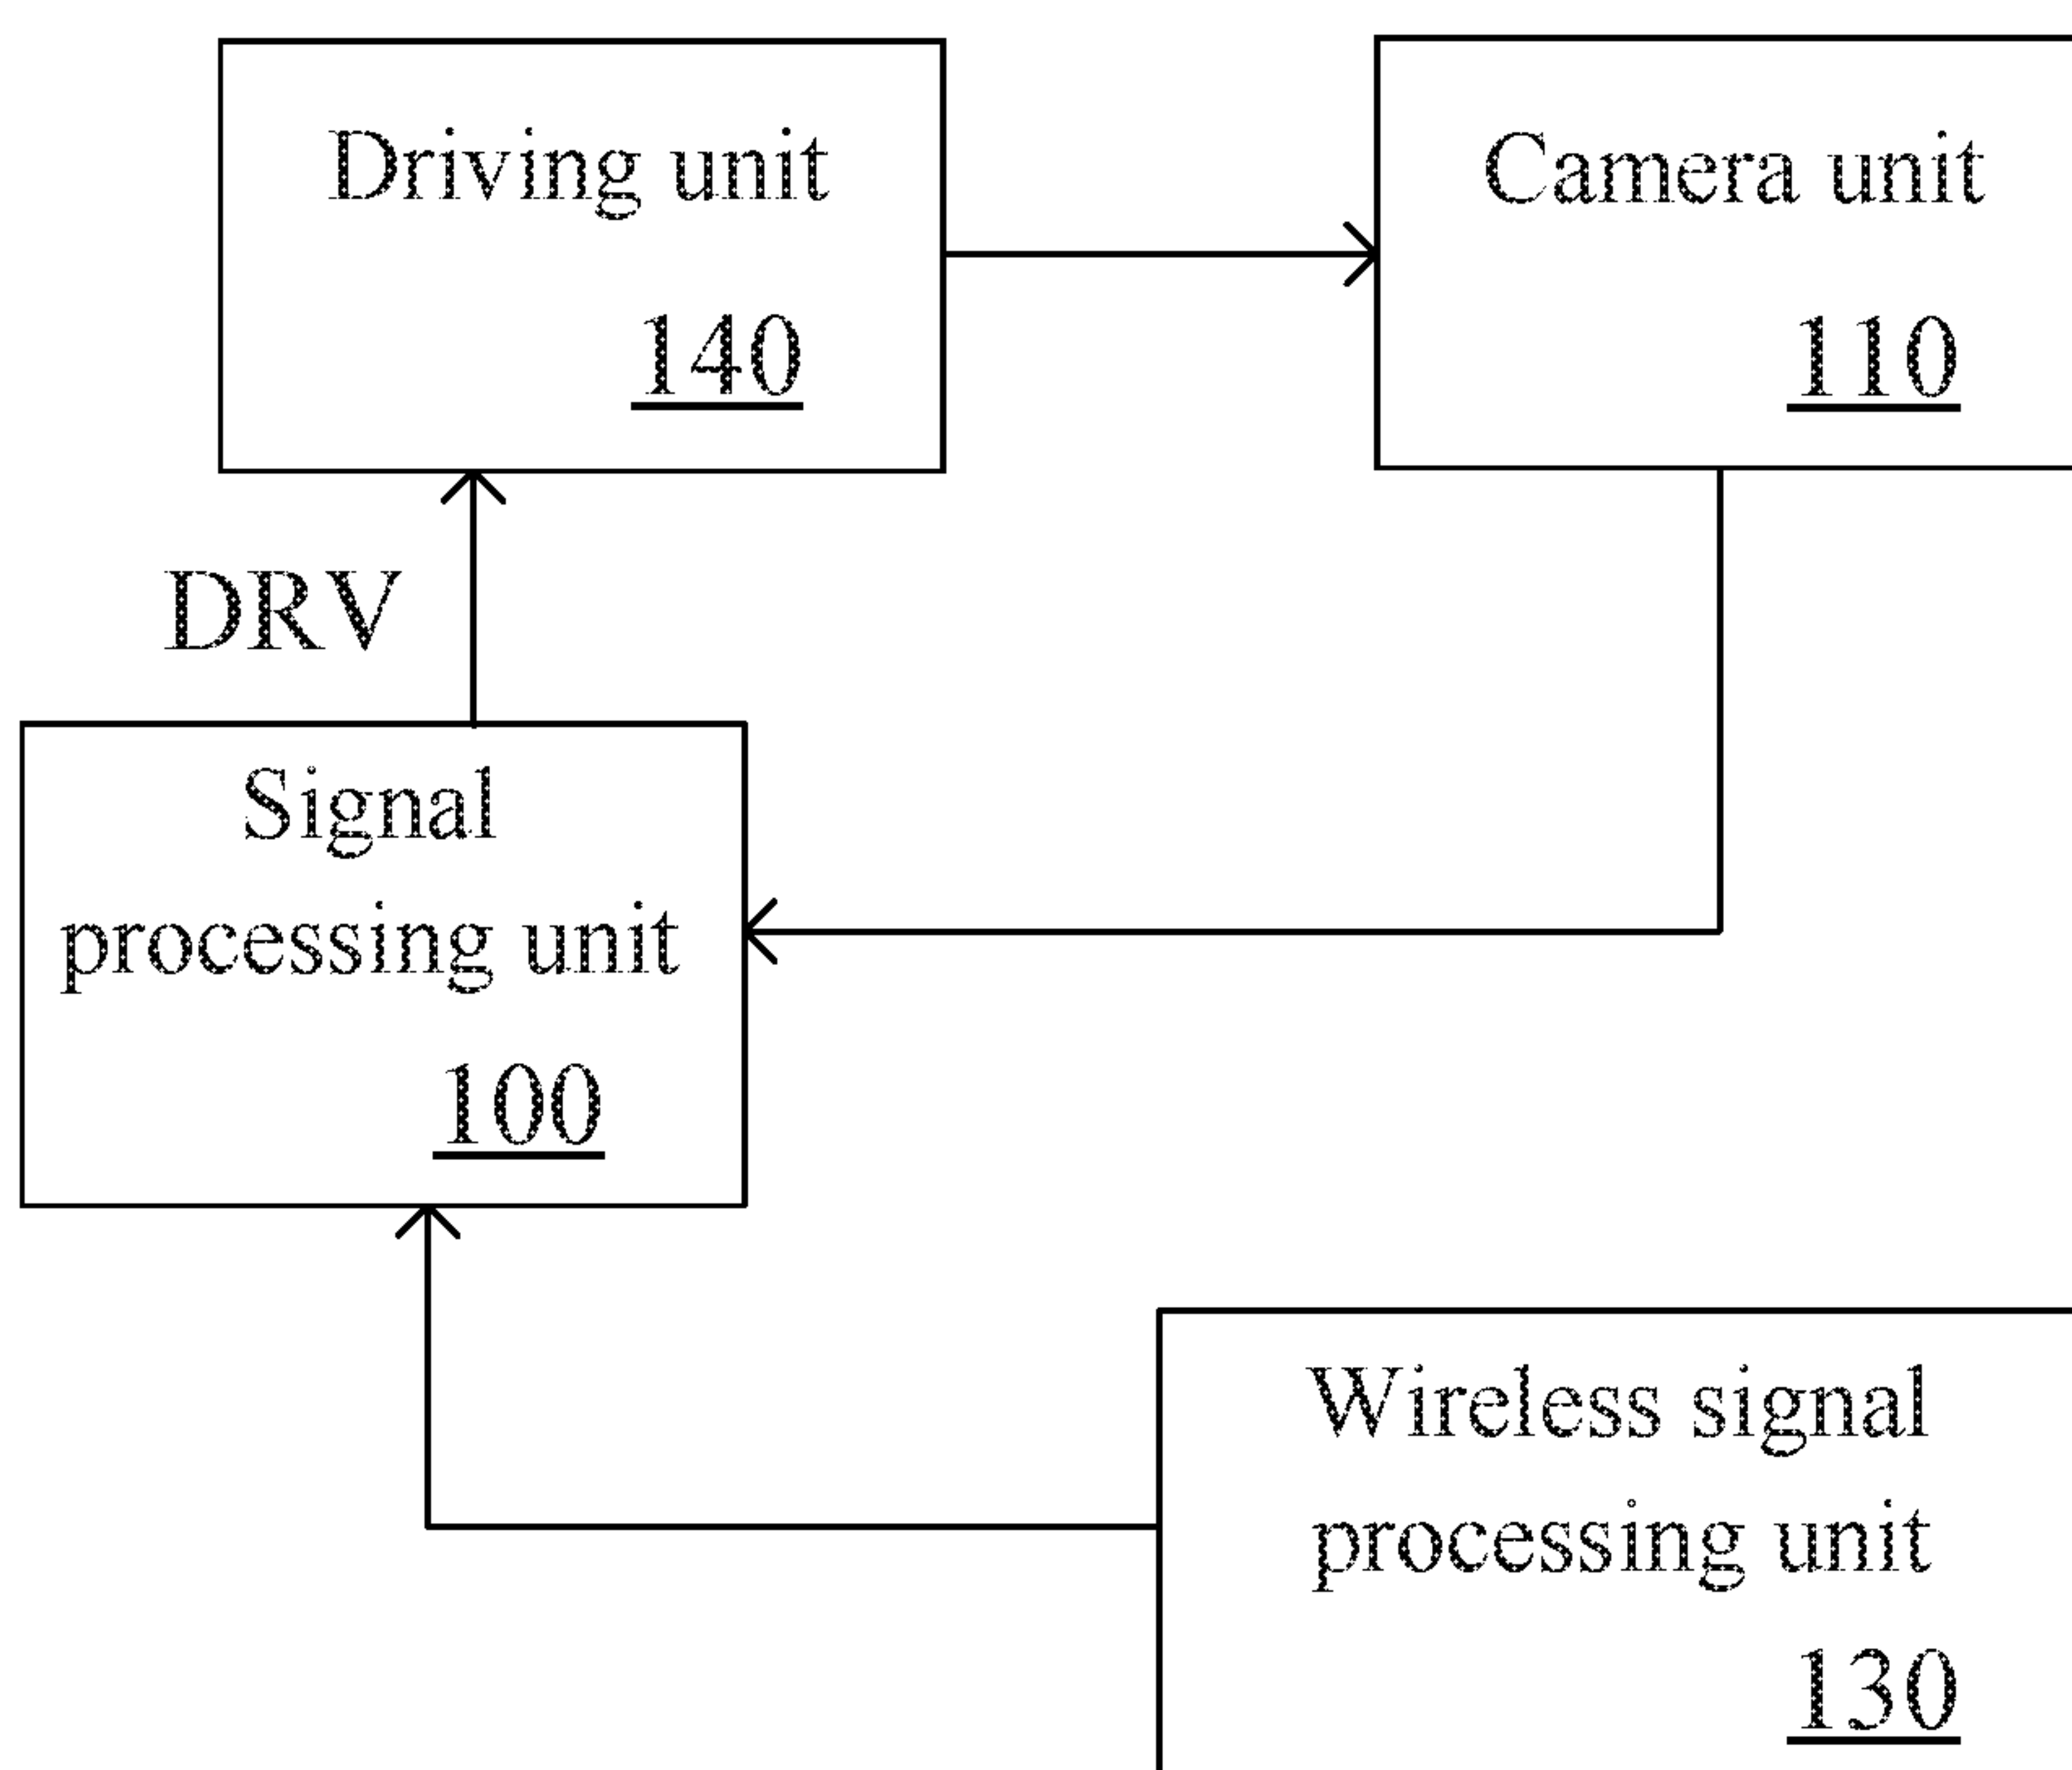 Driving unit
140
Camera unit
110
DRV
Signal
processing unit
100
Wireless signal
processing unit
130